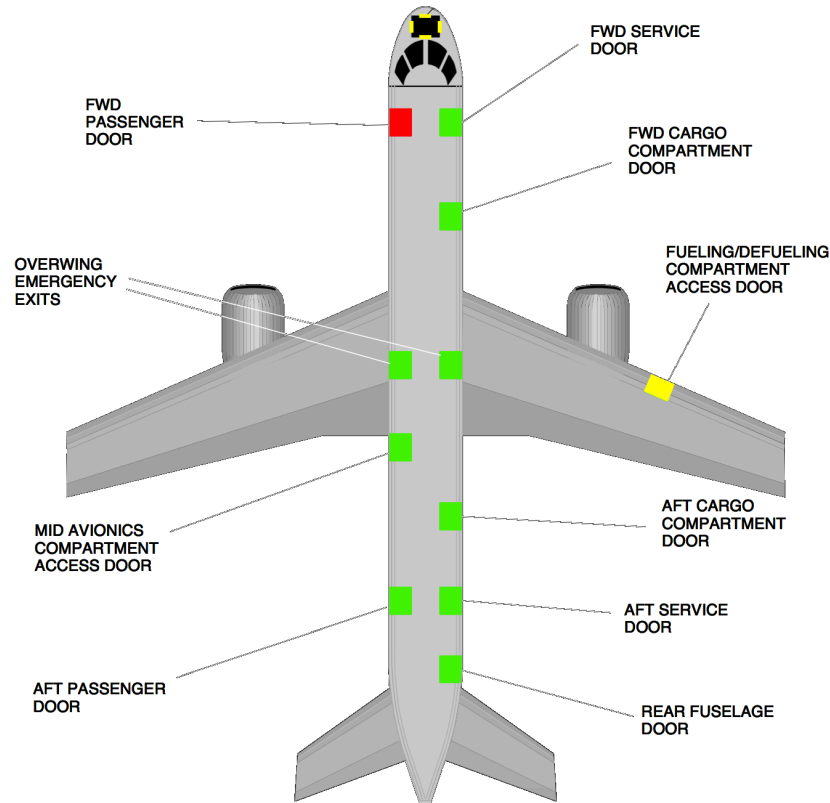 FWD SERVICE
DOOR
FWD
PASSENGER
DOOR
FWD CARGO
COMPARTMENT
DOOR
OVERWING
EMERGENCY
EXITS
FUELING/DEFUELING
COMPARTMENT
ACCESS DOOR
MID AVIONICS
COMPARTMENT
ACCESS DOOR
AFT CARGO
COMPARTMENT
DOOR
AFT SERVICE
DOOR
AFT PASSENGER
DOOR
REAR FUSELAGE
DOOR